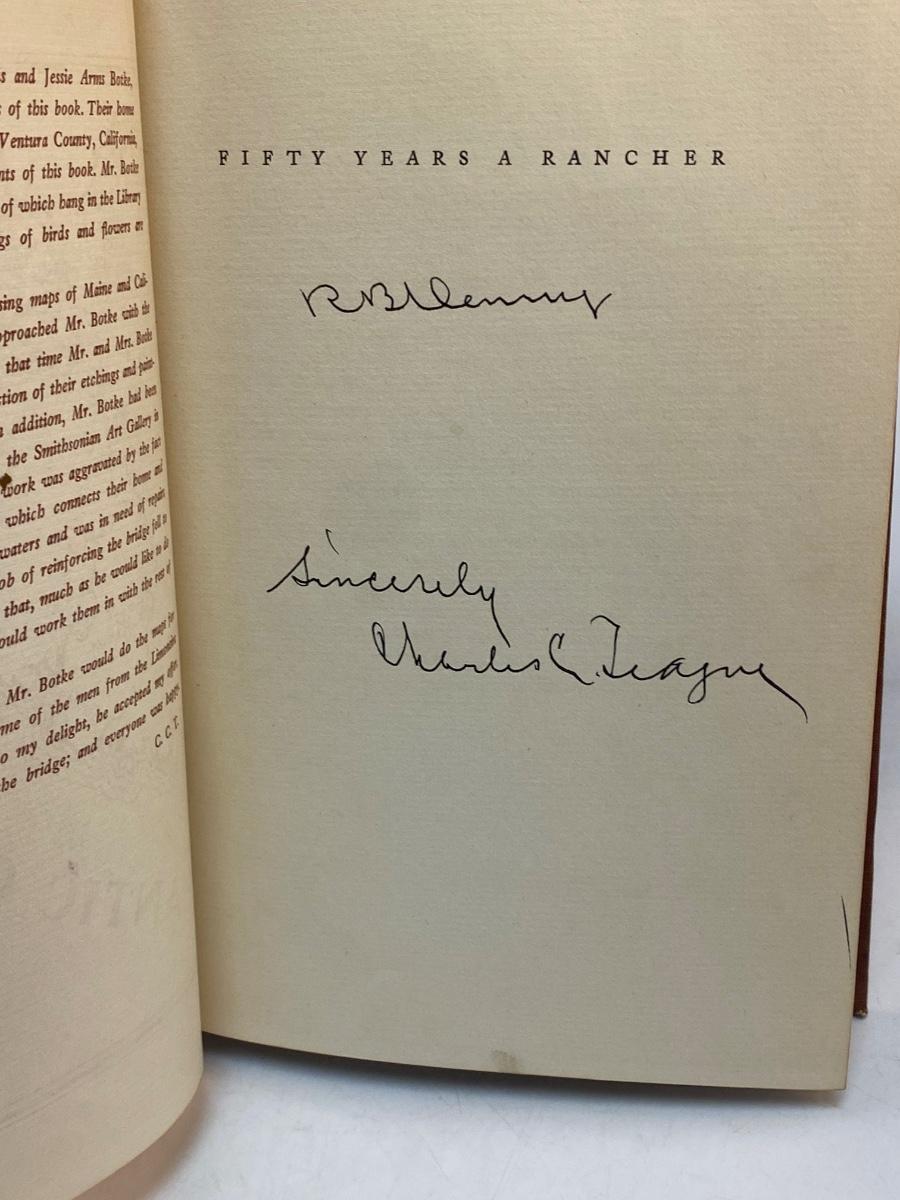 s and Jessie Arms Botke,
of this book. Their home
Ventura County, California,
nts of this book. Mr. Botke
of which hang in the Library
gs of birds and flowers are
sing maps of Maine and Cali-
pproached Mr. Botke with the
that time Mr. and Mrs. Botke
ction of their etchings and paint-
addition, Mr. Botke had been
the Smithsonian Art Gallery in
work was aggravated by the fact
which connects their home and
waters and was in need of repairs
ob of reinforcing the bridge fell to
that, much as he would like to do
ould work them in with the rest of
Mr. Botke would do the maps for
me of the men from the Limoneira
o my delight, he accepted my offer.
he bridge; and everyone was happy.
C. C. T.
FIFTY YEARS A RANCHER
R B Denny
Sincerely
Charles C. Teague